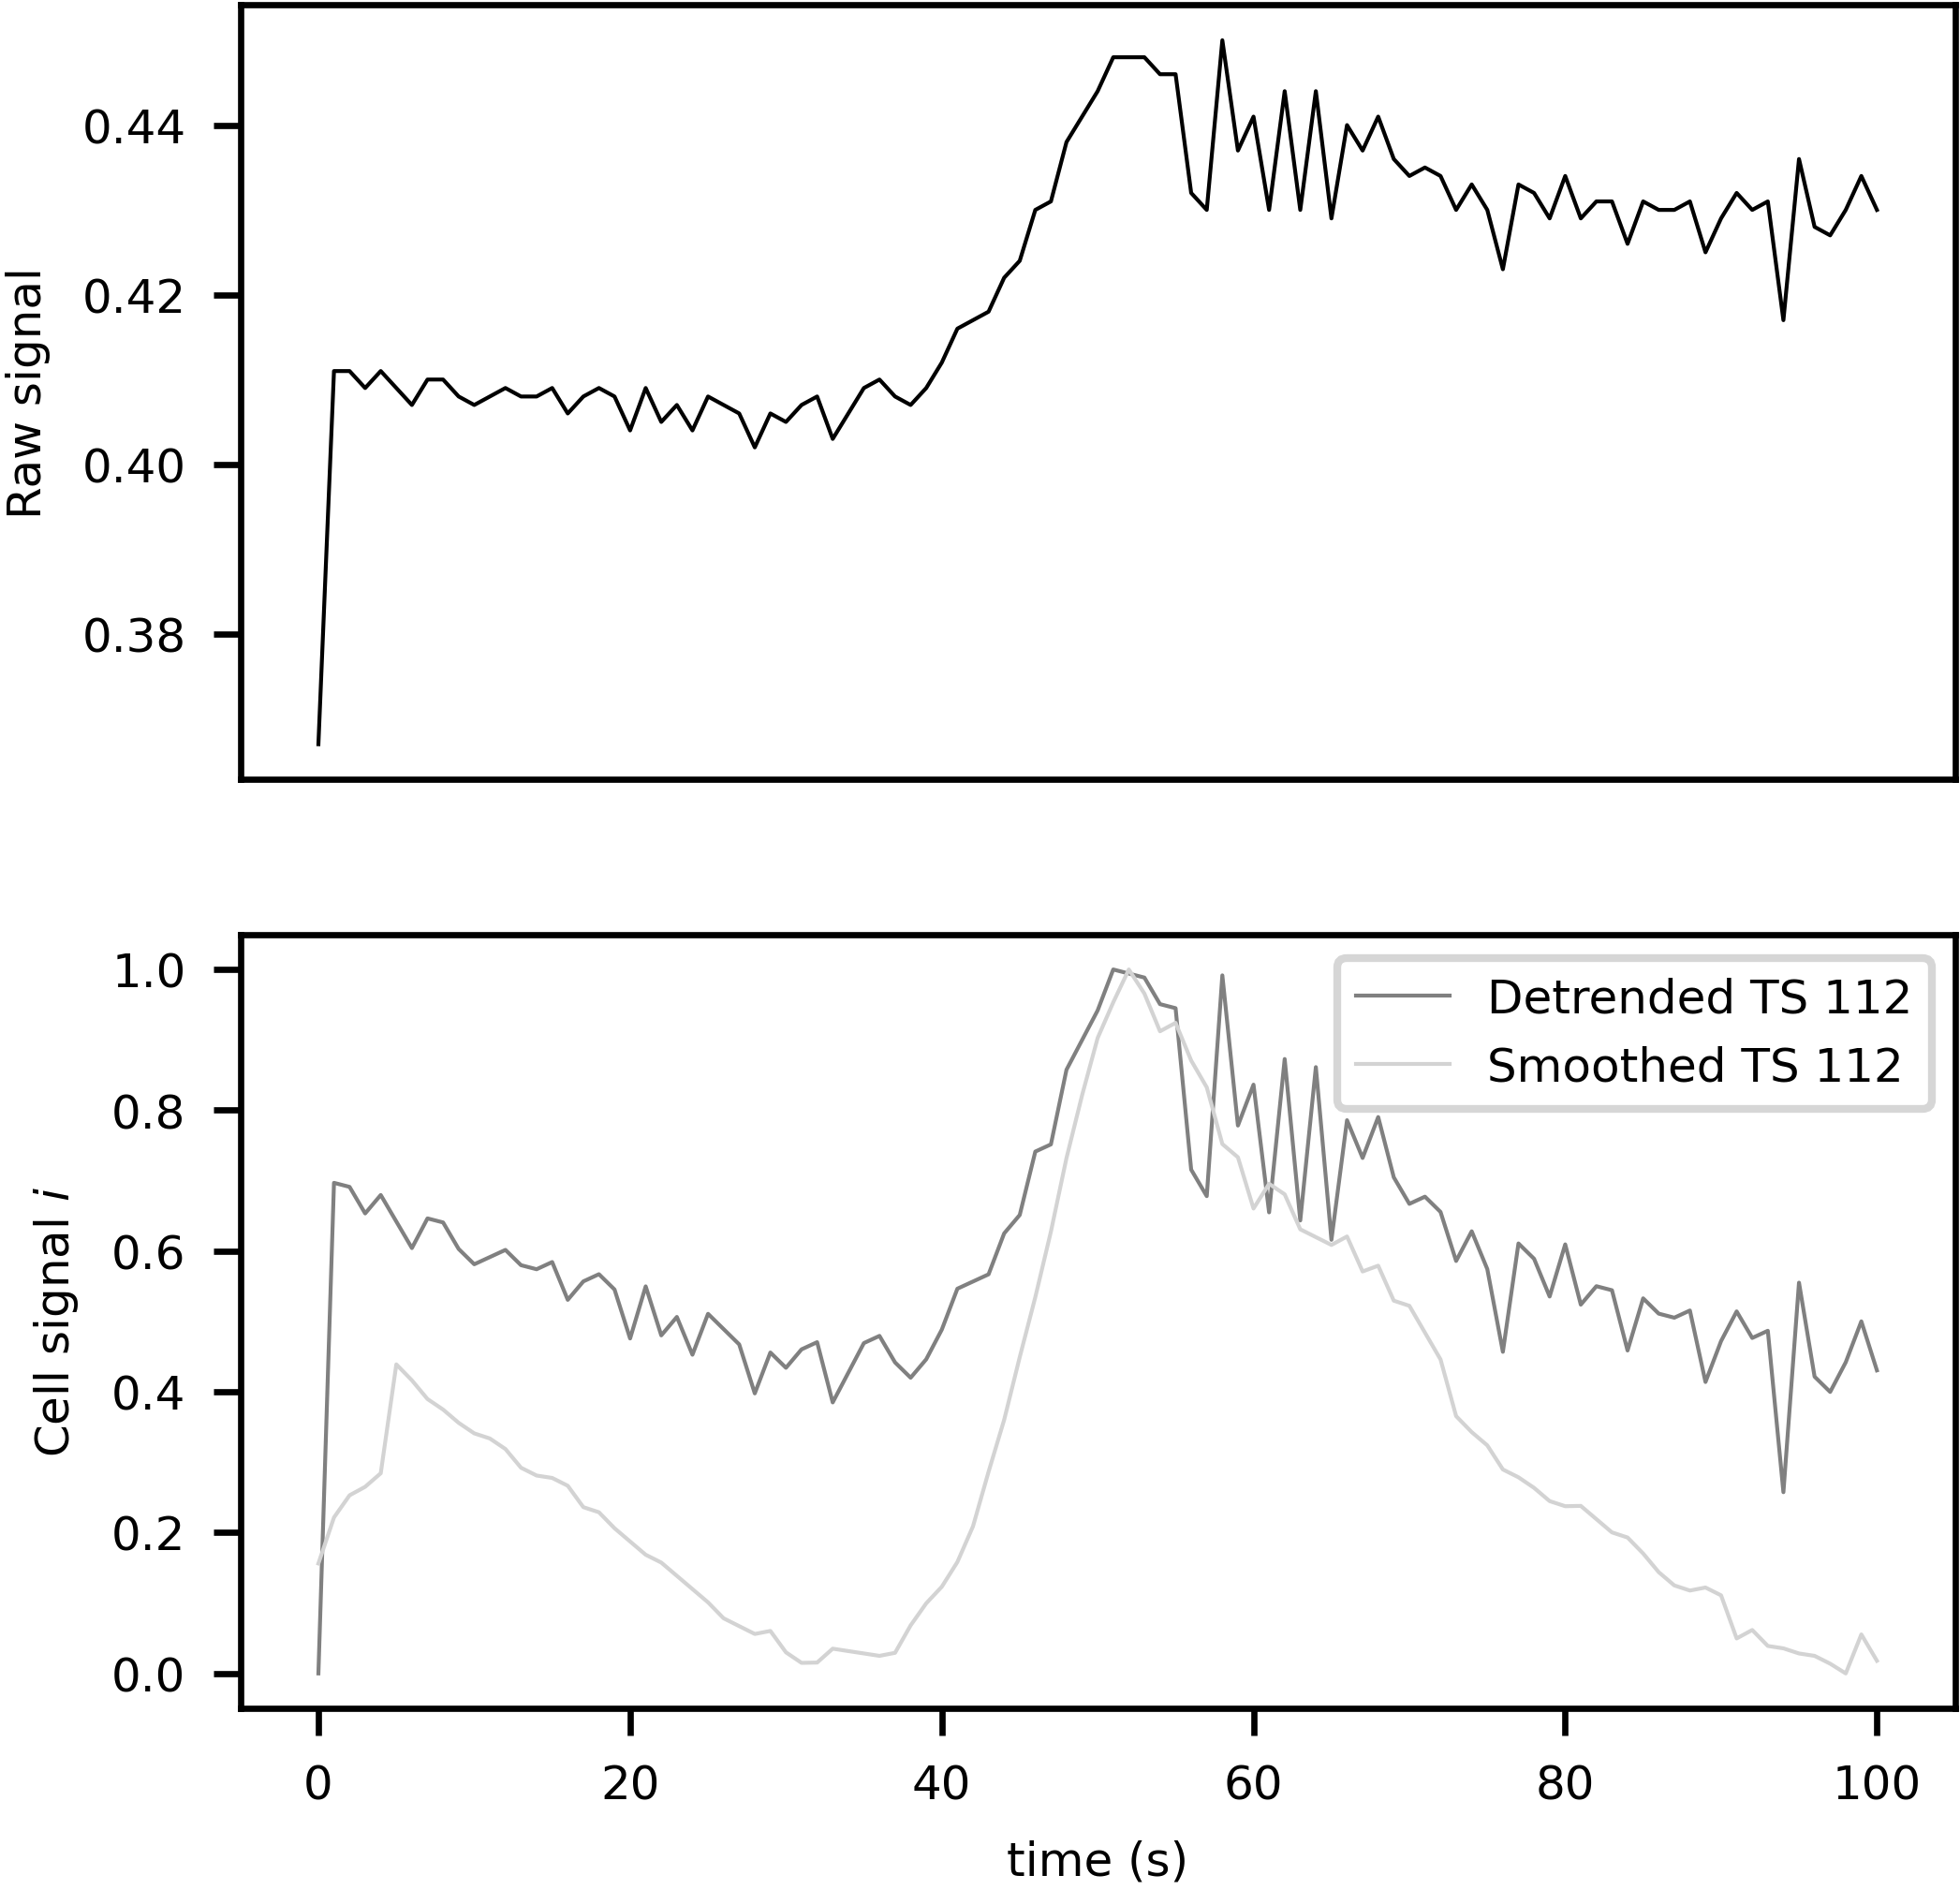 Raw signal
0.44
0.42
0.40
0.38
Cell signal i
1.0
0.8
0.6
0.4
0.2
0.0
Detrended TS 112
Smoothed TS 112
0 20 40 60 80 100
time (s)